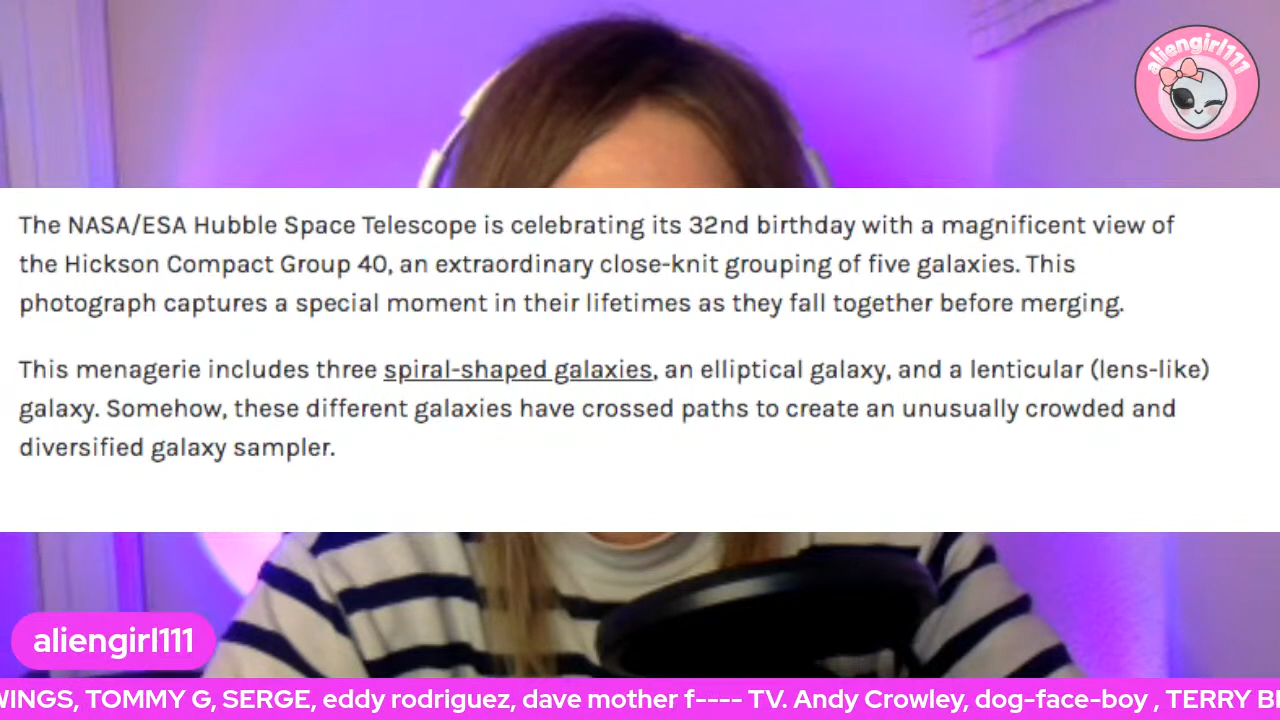 aliengirl111
The NASA/ESA Hubble Space Telescope is celebrating its 32nd birthday with a magnificent view of
the Hickson Compact Group 40, an extraordinary close-knit grouping of five galaxies. This
photograph captures a special moment in their lifetimes as they fall together before merging.
This menagerie includes three spiral-shaped galaxies, an elliptical galaxy, and a lenticular (lens-like)
galaxy. Somehow, these different galaxies have crossed paths to create an unusually crowded and
diversified galaxy sampler.
aliengirl111
WINGS, TOMMY G, SERGE, eddy rodriguez, dave mother f---- TV. Andy Crowley, dog-face-boy , TERRY